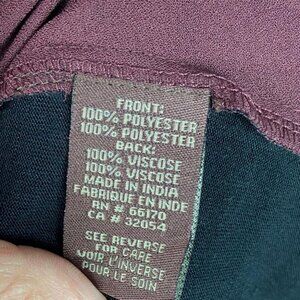 FRONT:
100% POLYESTER
100% POLYESTER
BACK:
100% VISCOSE
100% VISCOSE
MADE IN INDIA
FABRIQUE EN INDE
RN # 66170
CA # 32054
SEE REVERSE
FOR CARE
VOIR L'INVERSE
POUR LE SOIN